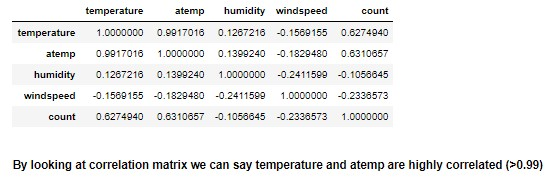 temperature atemp humidity windspeed count
temperature 1.0000000 0.9917016 0.1267216 -0.1569155 0.6274940
atemp 0.9917016 1.0000000 0.1399240 -0.1829480 0.6310657
humidity 0.1267216 0.1399240 1.0000000 -0.2411599 -0.1056645
windspeed -0.1569155 -0.1829480 -0.2411599 1.0000000 -0.2336573
count 0.6274940 0.6310657 -0.1056645 -0.2336573 1.0000000
By looking at correlation matrix we can say temperature and atemp are highly correlated (>0.99)